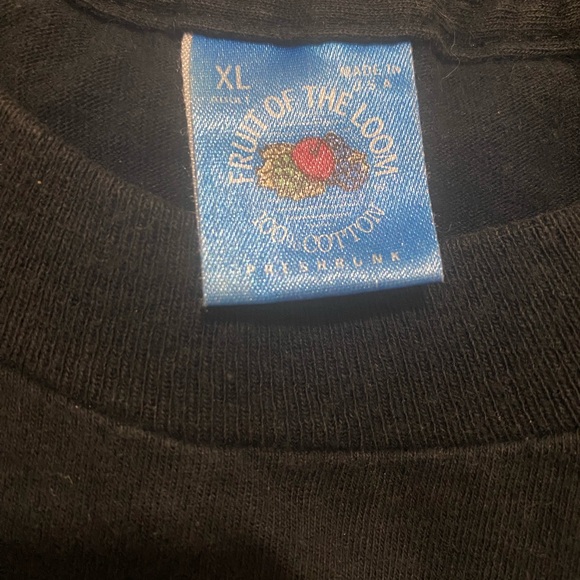 XL
MADE IN
U.S.A.
FRUIT OF THE LOOM
100% COTTON
PRESHRUNK